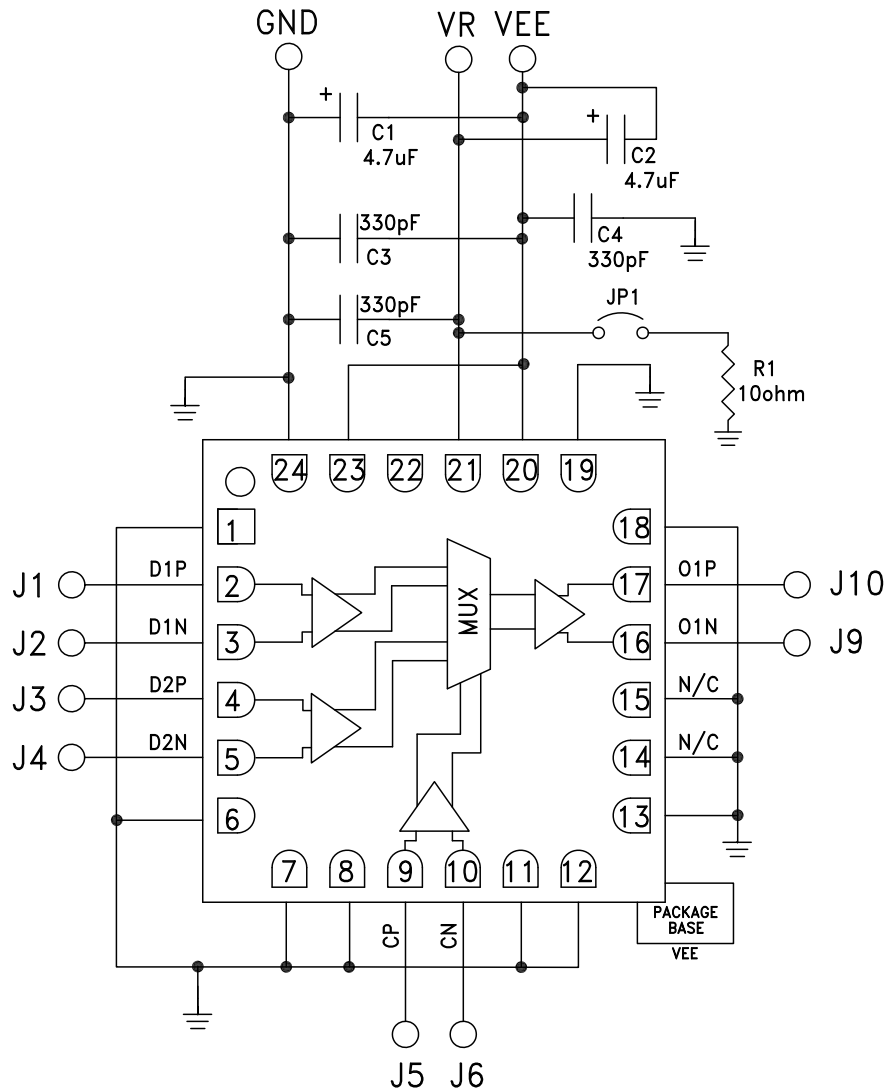 GND VR VEE
+
C1
4.7uF
+
C2
4.7uF
330pF
C3
C4
330pF
330pF
C5
JP1
R1
10ohm
24 23 22 21 20 19
1
18
J1 D1P 2
17 O1P J10
J2 D1N 3
16 O1N J9
MUX
J3 D2P 4
15 N/C
J4 D2N 5
14 N/C
6
13
7 8 9 10 11 12
CP CN
PACKAGE
BASE
VEE
J5 J6